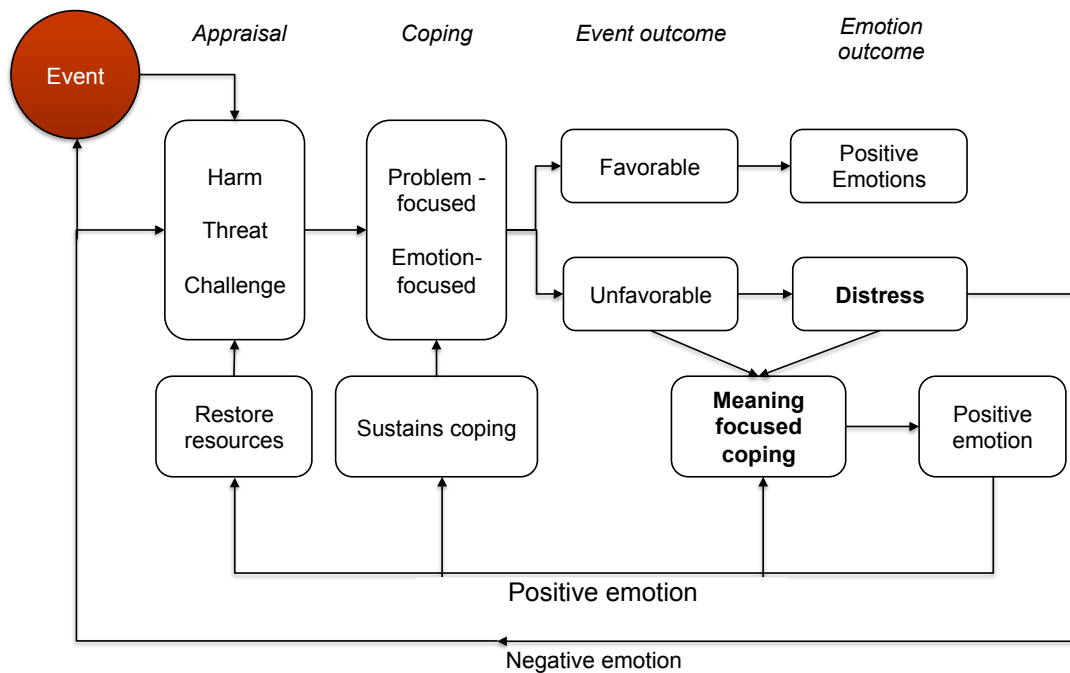 Appraisal
Coping
Event outcome
Emotion
outcome
Event
Harm
Threat
Challenge
Problem -
focused
Emotion-
focused
Favorable
Positive
Emotions
Unfavorable
Distress
Restore
resources
Sustains coping
Meaning
focused
coping
Positive
emotion
Positive emotion
Negative emotion